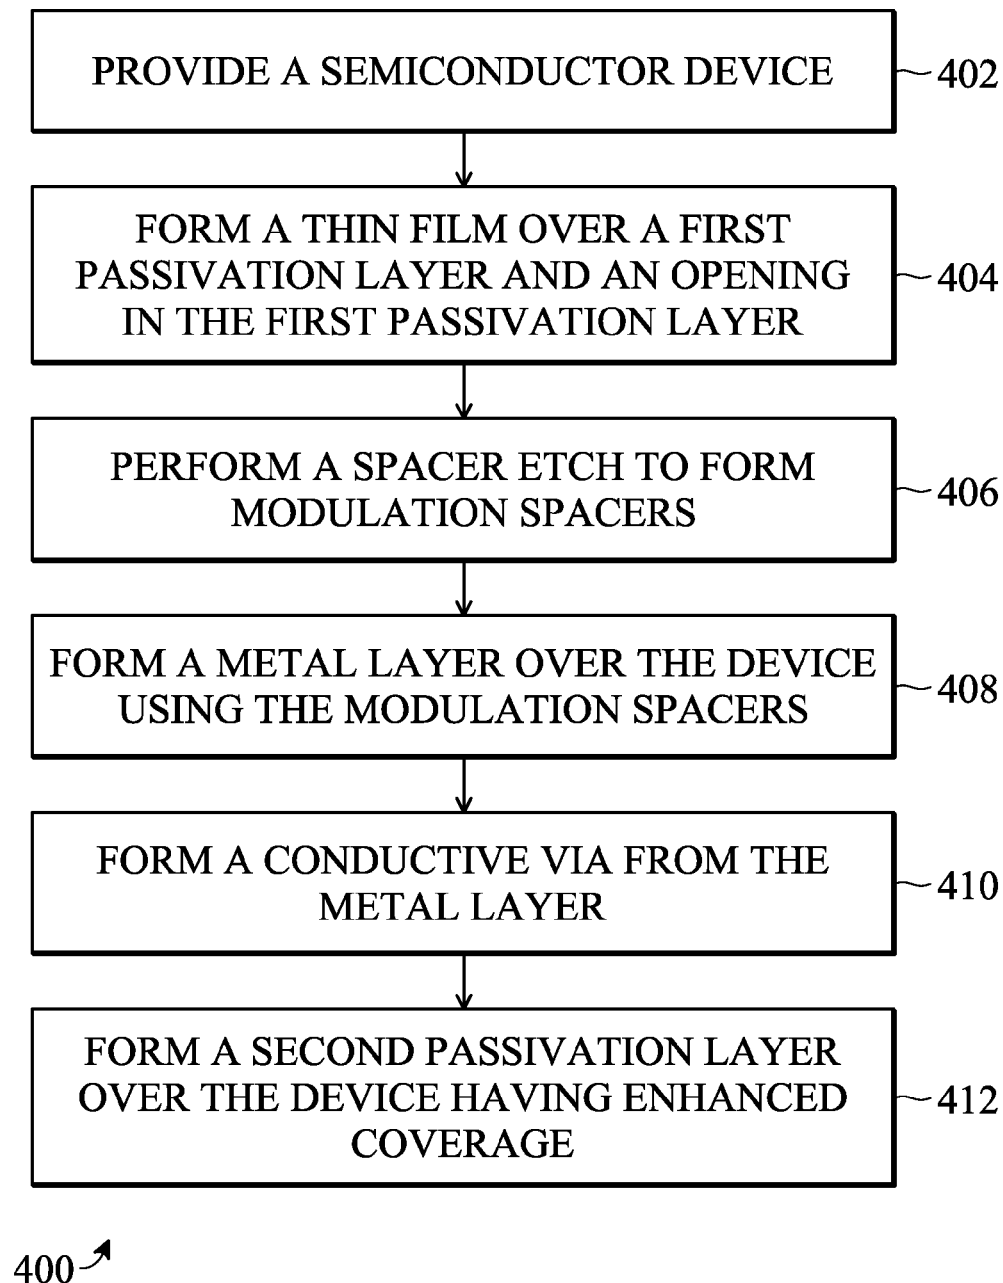 PROVIDE A SEMICONDUCTOR DEVICE
402
FORM A THIN FILM OVER A FIRST
PASSIVATION LAYER AND AN OPENING
IN THE FIRST PASSIVATION LAYER
404
PERFORM A SPACER ETCH TO FORM
MODULATION SPACERS
406
FORM A METAL LAYER OVER THE DEVICE
USING THE MODULATION SPACERS
408
FORM A CONDUCTIVE VIA FROM THE
METAL LAYER
410
FORM A SECOND PASSIVATION LAYER
OVER THE DEVICE HAVING ENHANCED
COVERAGE
412
400